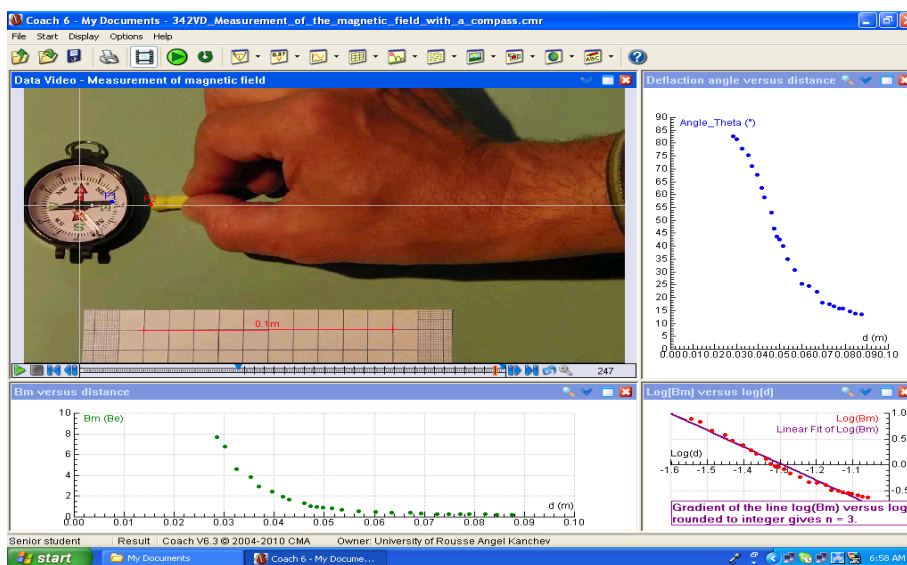 Coach 6 - My Documents - 342VD_Measurement_of_the_magnetic_field_with_a_compass.cmr
File Start Display Options Help
Data Video - Measurement of magnetic field
0.1m
247
Deflaction angle versus distance
Angle_Theta (°)
90
85
80
75
70
65
60
55
50
45
40
35
30
25
20
15
10
5
0
d (m)
0.00 0.01 0.02 0.03 0.04 0.05 0.06 0.07 0.08 0.09 0.10
Bm versus distance
Bm (Be)
10
8
6
4
2
0
d (m)
0.00 0.01 0.02 0.03 0.04 0.05 0.06 0.07 0.08 0.09 0.10
Log[Bm] versus log[d]
Log(Bm)
Linear Fit of Log(Bm)
Log(d)
1.0
0.5
0.0
-0.5
-1.6 -1.5 -1.4 -1.3 -1.2 -1.1
Gradient of the line log(Bm) versus log
rounded to integer gives n = 3.
Senior student Result Coach V6.3 © 2004-2010 CMA Owner: University of Rousse Angel Kanchev
start My Documents Coach 6 - My Docume... 6:58 AM